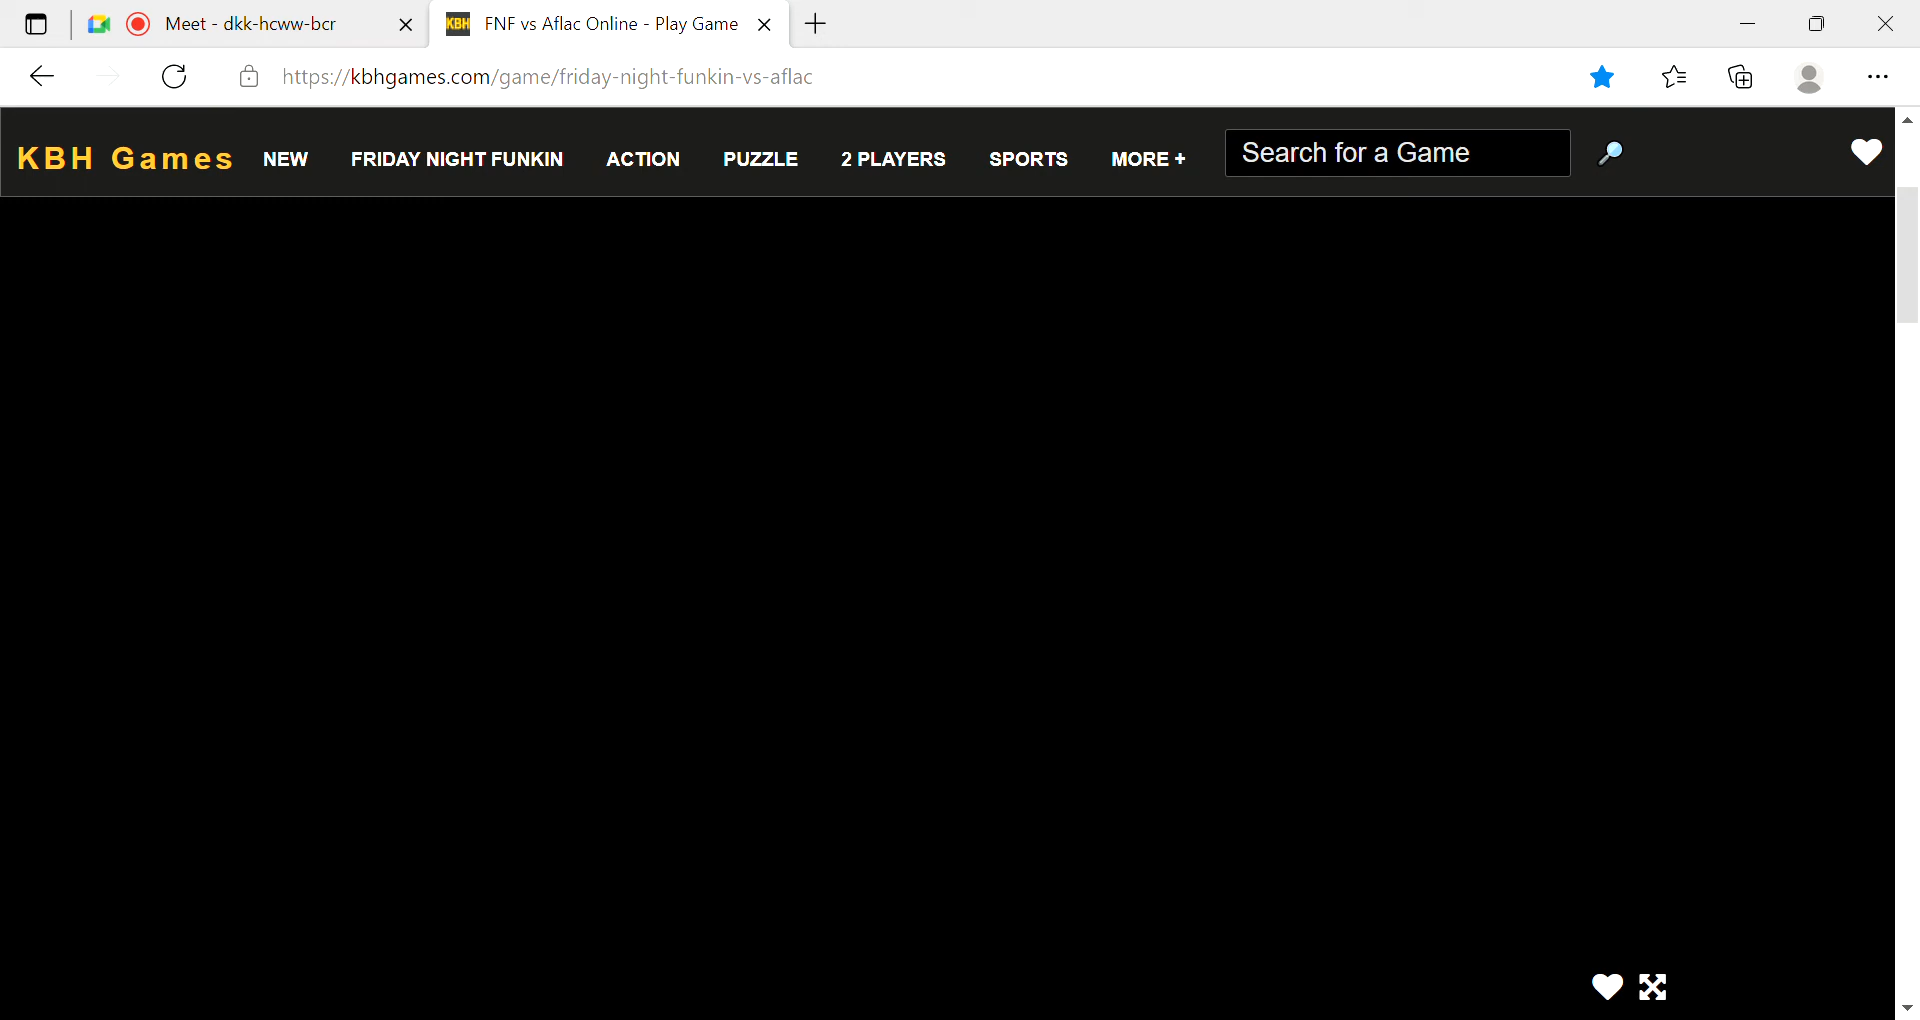 Meet - dkk-hcww-bcr
KBH FNF vs Aflac Online - Play Game
https://kbhgames.com/game/friday-night-funkin-vs-aflac
KBH Games NEW FRIDAY NIGHT FUNKIN ACTION PUZZLE 2 PLAYERS SPORTS MORE + Search for a Game